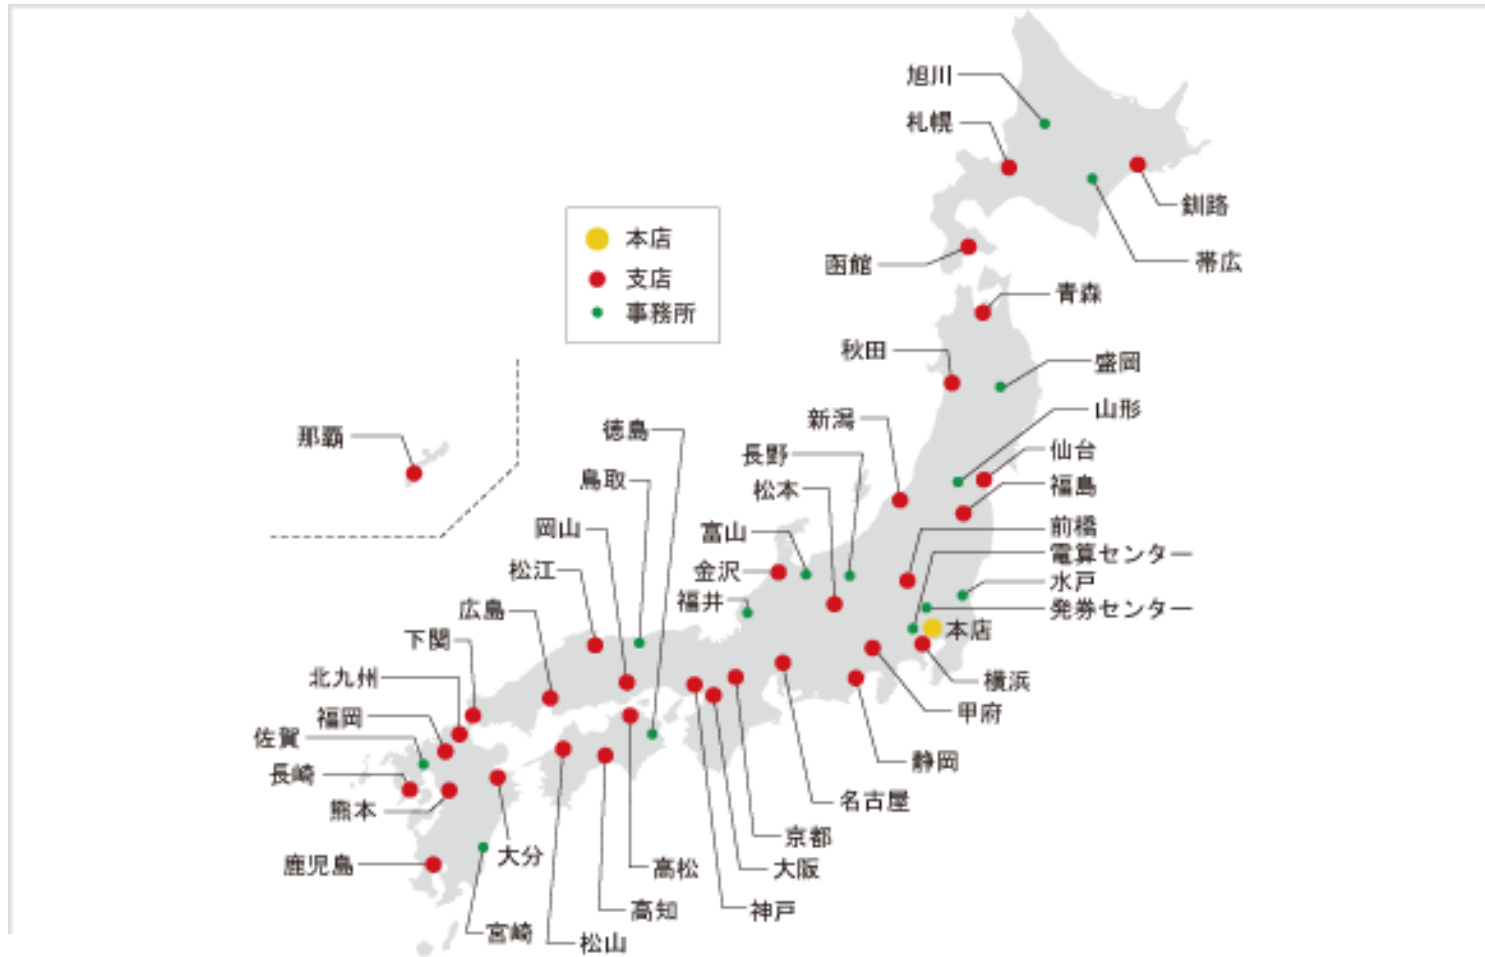 旭川
札幌
釧路
本店
支店
事務所
函館
帯広
青森
秋田
盛岡
山形
新潟
那覇
徳島
長野
仙台
鳥取
松本
福島
岡山
富山
前橋
電算センター
松江
金沢
水戸
福井
広島
発券センター
本店
下関
北九州
横浜
福岡
甲府
佐賀
静岡
長崎
熊本
名古屋
京都
大分
鹿児島
高松
大阪
高知
神戸
宮崎
松山